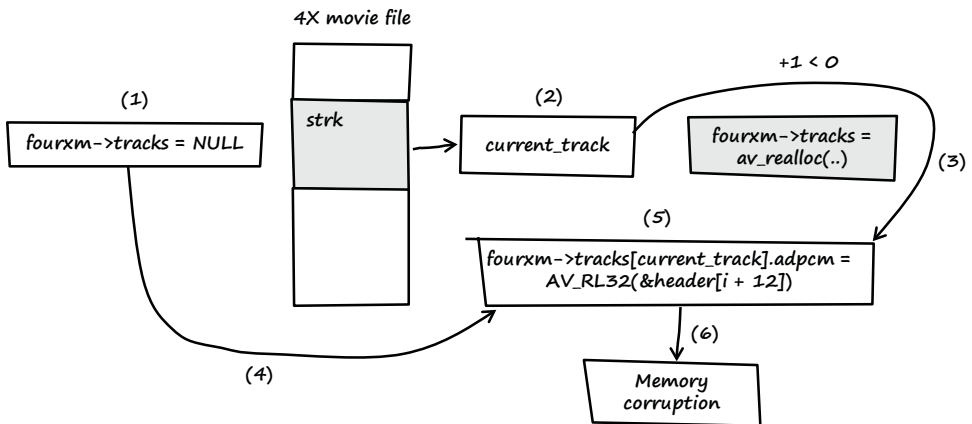 4X movie file
+1 < 0
(1)
(2)
strk
fourxm->tracks = NULL
current_track
fourxm->tracks =
av_realloc(..)
(3)
(5)
fourxm->tracks[current_track].adpcm =
AV_RL32(&header[i + 12])
(6)
(4)
Memory
corruption